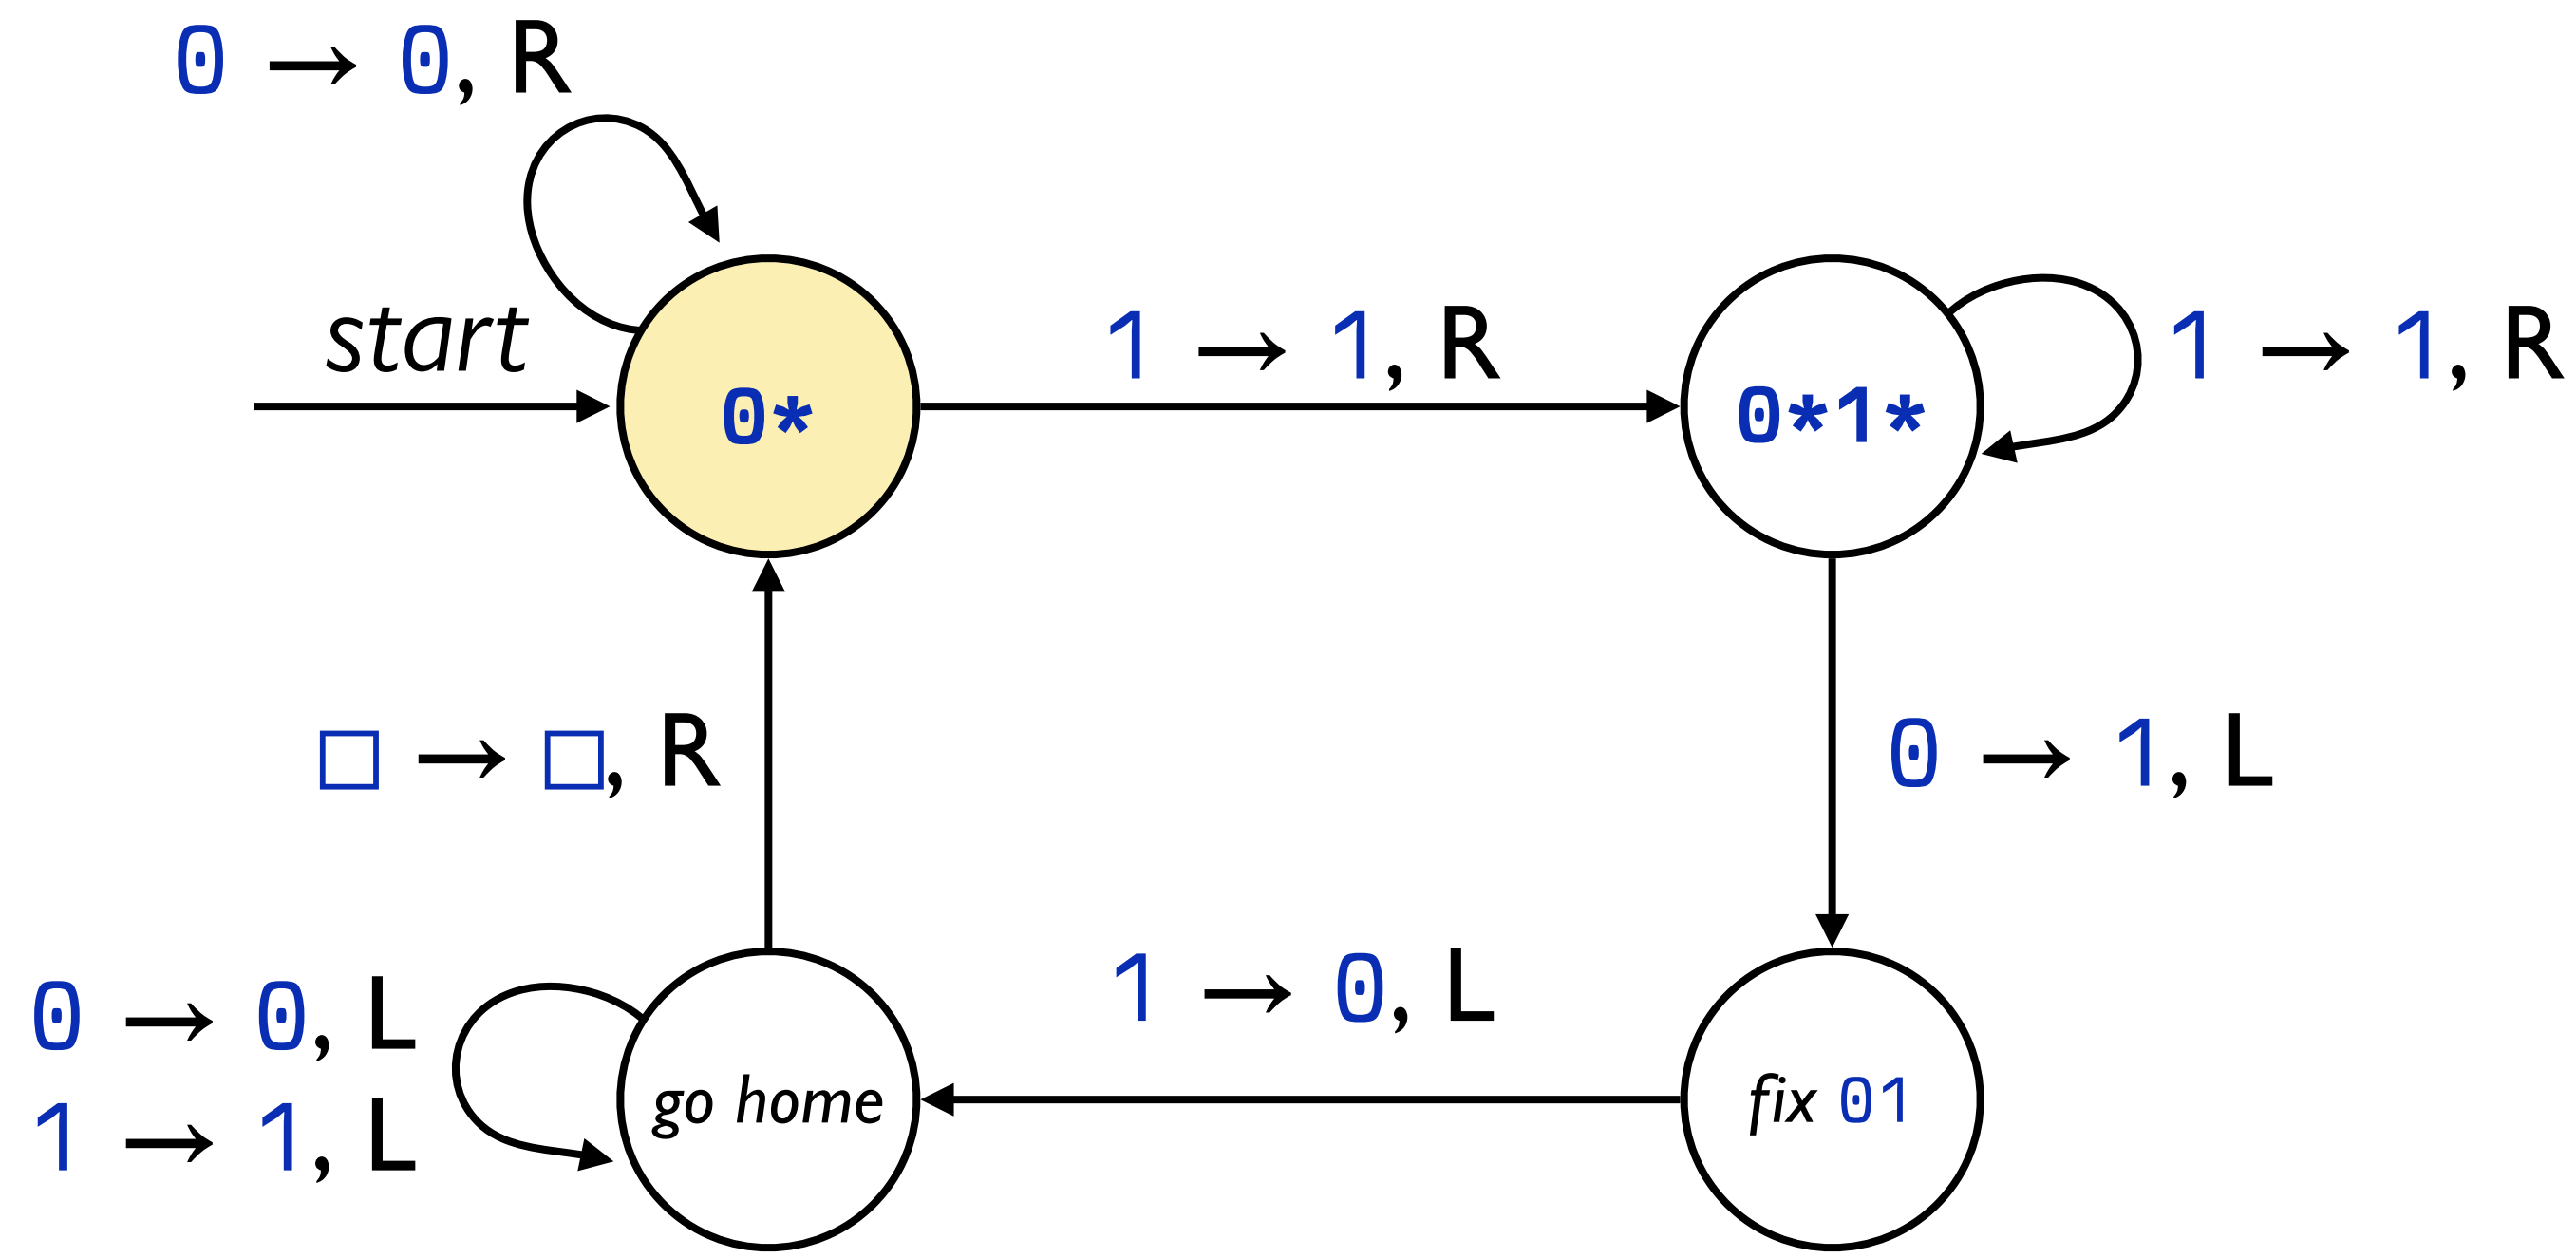 0 → 0, R
start
0*
1 → 1, R
0*1*
1 → 1, R
□ → □, R
0 → 1, L
0 → 0, L
1 → 1, L
go home
1 → 0, L
fix 01